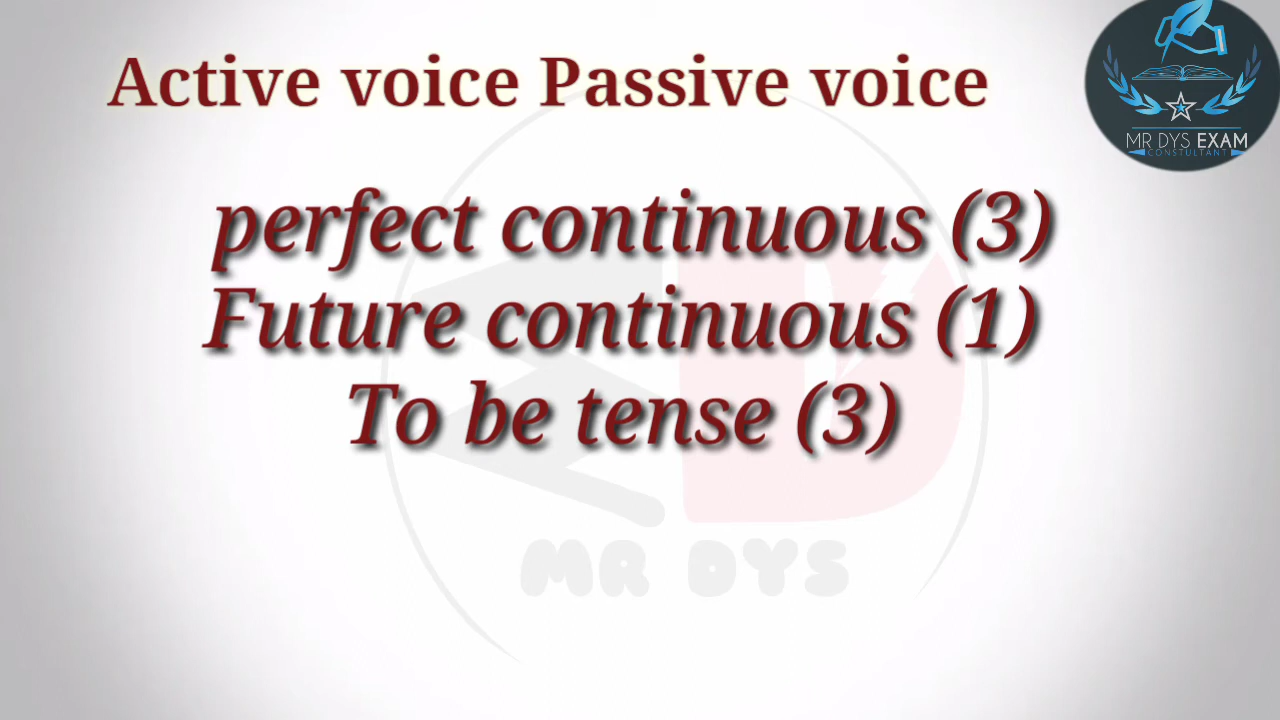 Active voice Passive voice
perfect continuous (3)
Future continuous (1)
To be tense (3)
MR DYS
MR DYS EXAM
CONSTULTANT